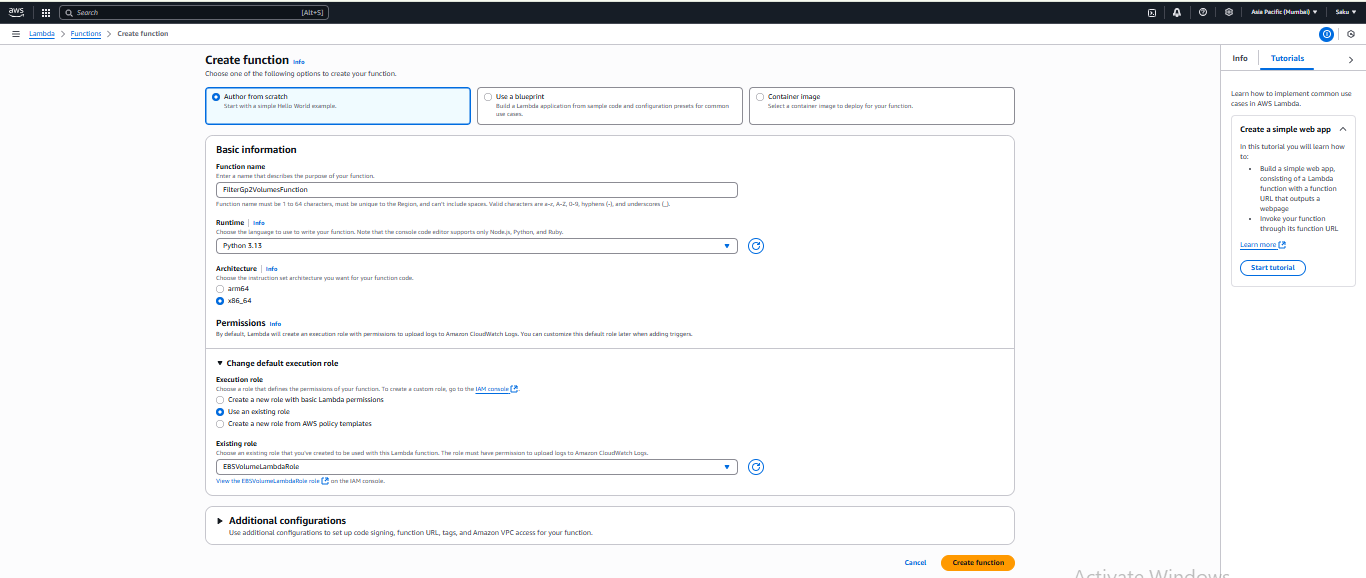 aws
Search [Alt+S]
Asia Pacific (Mumbai) ▼ Saku ▼
Lambda > Functions > Create function
Create function Info
Choose one of the following options to create your function.
Author from scratch
Start with a simple Hello World example.
Use a blueprint
Build a Lambda application from sample code and configuration presets for common
use cases.
Container image
Select a container image to deploy for your function.
Basic information
Function name
Enter a name that describes the purpose of your function.
FilterGp2VolumesFunction
Function name must be 1 to 64 characters, must be unique to the Region, and can't include spaces. Valid characters are a-z, A-Z, 0-9, hyphens (-), and underscores (_).
Runtime | Info
Choose the language to use to write your function. Note that the console code editor supports only Node.js, Python, and Ruby.
Python 3.13
Architecture | Info
Choose the instruction set architecture you want for your function code.
arm64
x86_64
Permissions Info
By default, Lambda will create an execution role with permissions to upload logs to Amazon CloudWatch Logs. You can customize this default role later when adding triggers.
Change default execution role
Execution role
Choose a role that defines the permissions of your function. To create a custom role, go to the IAM console.
Create a new role with basic Lambda permissions
Use an existing role
Create a new role from AWS policy templates
Existing role
Choose an existing role that you've created to be used with this Lambda function. The role must have permission to upload logs to Amazon CloudWatch Logs.
EBSVolumeLambdaRole
View the EBSVolumeLambdaRole role on the IAM console.
Additional configurations
Use additional configurations to set up code signing, function URL, tags, and Amazon VPC access for your function.
Cancel
Create function
Info
Tutorials
Learn how to implement common use
cases in AWS Lambda.
Create a simple web app
In this tutorial you will learn how
to:
• Build a simple web app,
consisting of a Lambda
function with a function
URL that outputs a
webpage
• Invoke your function
through its function URL
Learn more
Start tutorial
Activate Windows